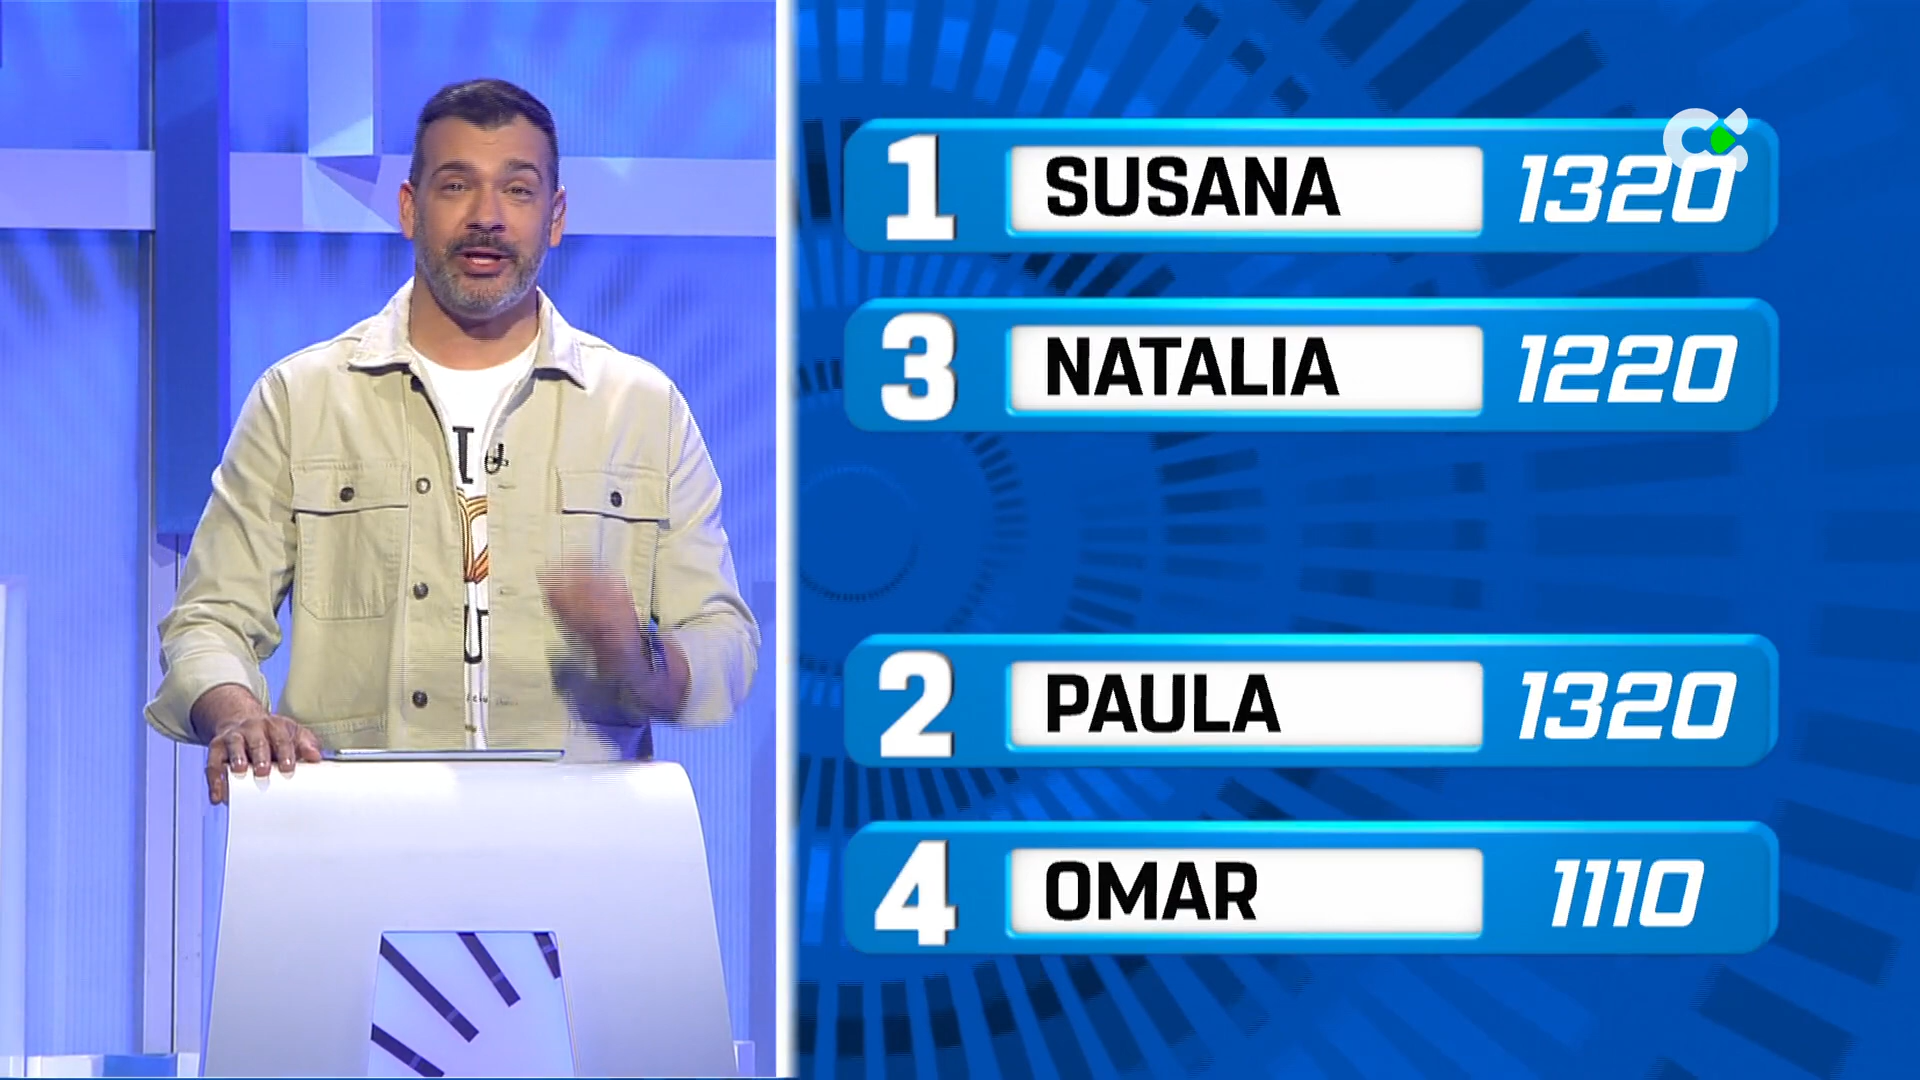 1 SUSANA 1320
3 NATALIA 1220
2 PAULA 1320
4 OMAR 1110